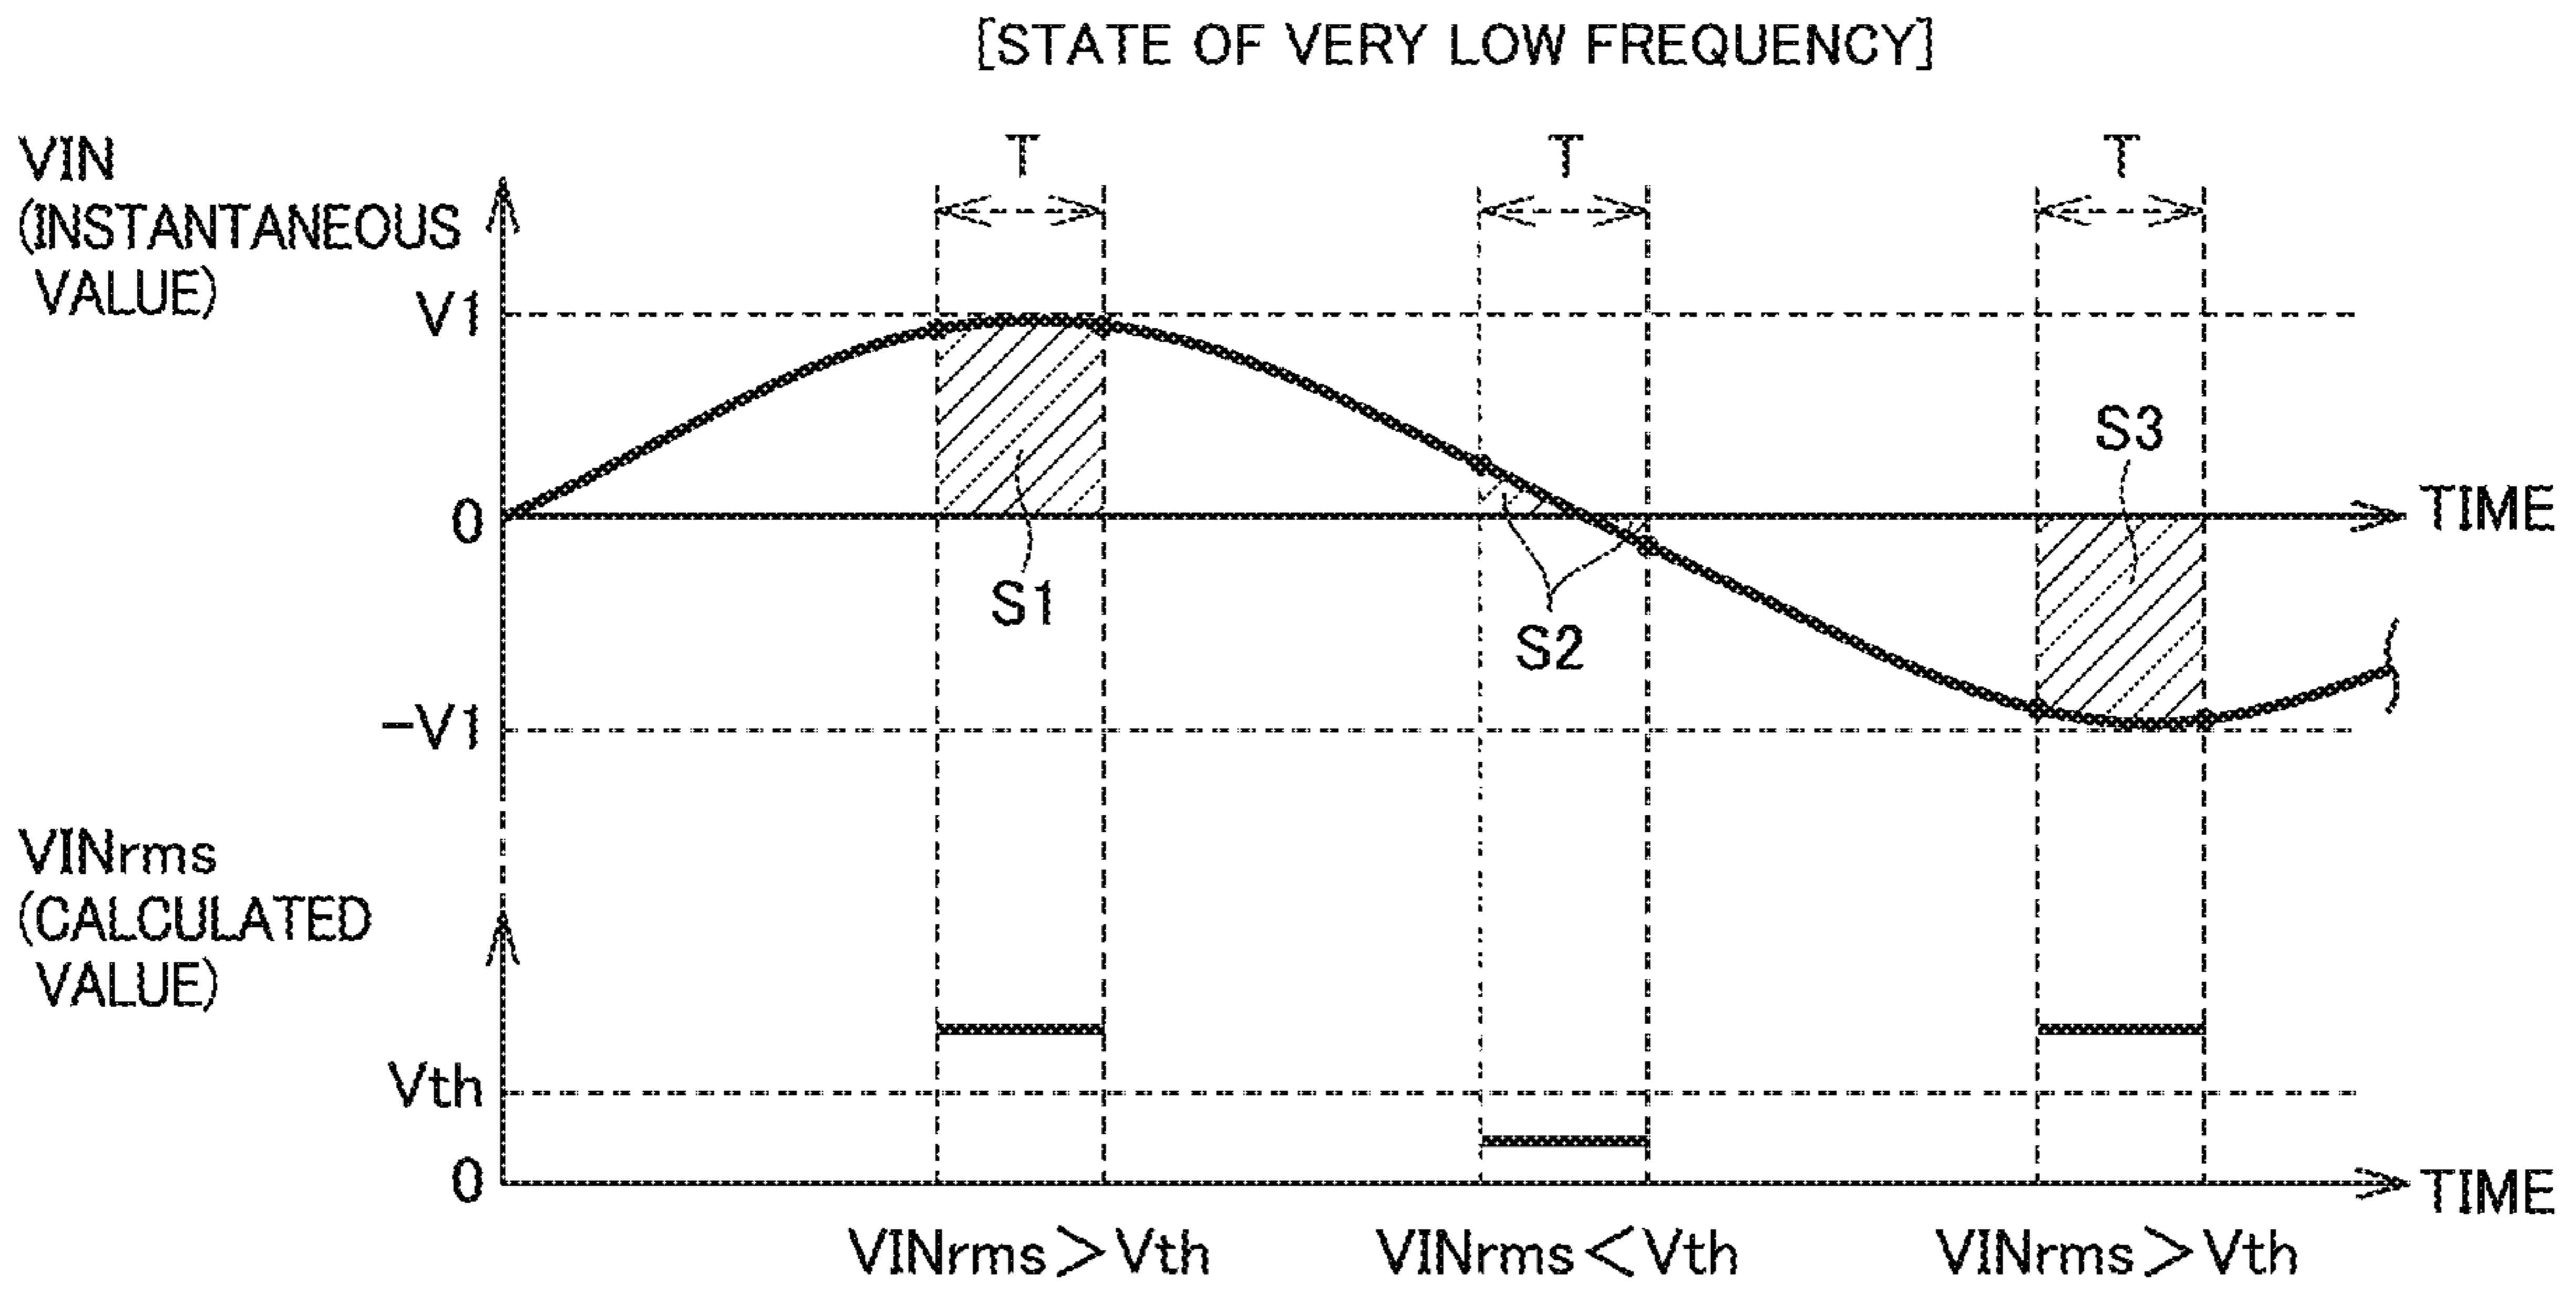 [STATE OF VERY LOW FREQUENCY]
VIN
(INSTANTANEOUS
VALUE)
T
T
T
V1
0
-V1
S1
S2
S3
TIME
VINrms
(CALCULATED
VALUE)
Vth
0
TIME
VINrms>Vth
VINrms<Vth
VINrms>Vth